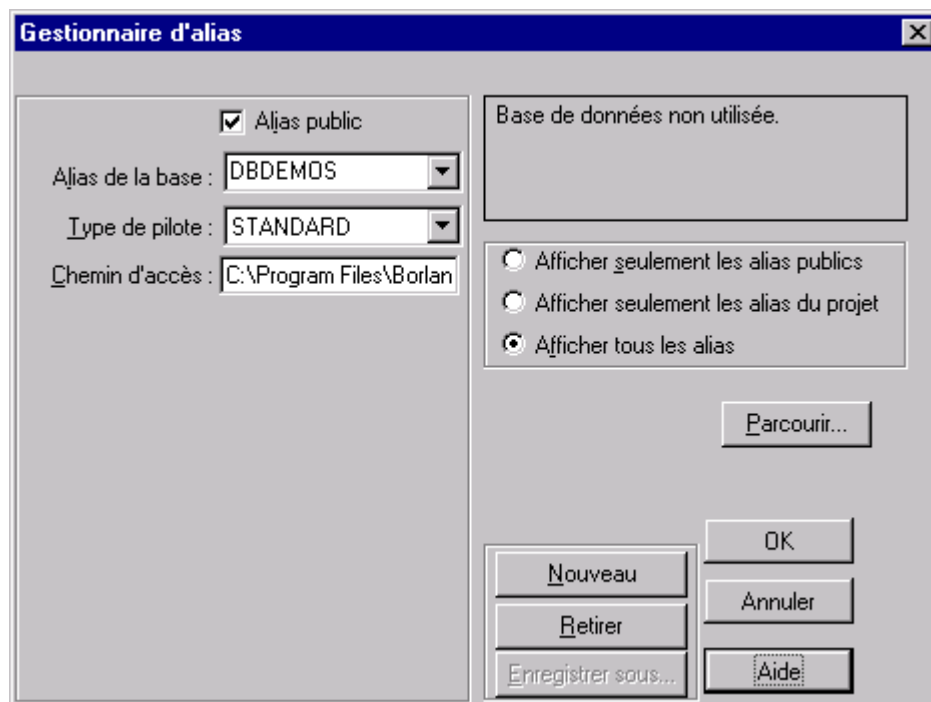 Gestionnaire d'alias
Alias public
Alias de la base : DBDEMOS
Type de pilote : STANDARD
Chemin d'accès : C:\Program Files\Borlan
Base de données non utilisée.
Afficher seulement les alias publics
Afficher seulement les alias du projet
Afficher tous les alias
Parcourir...
Nouveau
Retirer
Enregistrer sous...
OK
Annuler
Aide